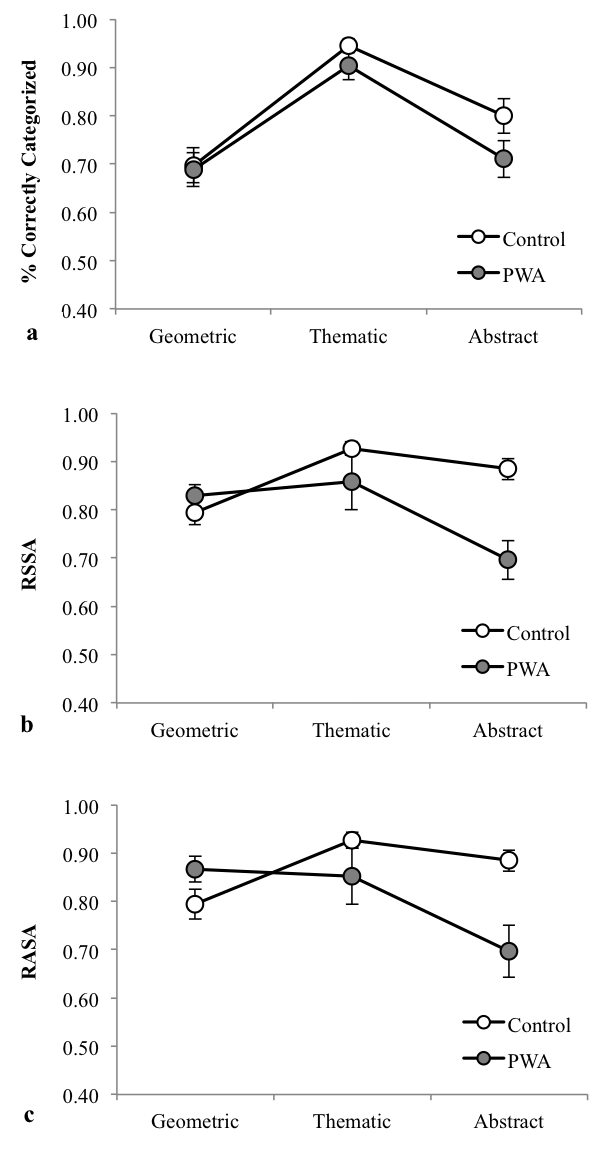 % Correctly Categorized
1.00
0.90
0.80
0.70
0.60
0.50
0.40
Control
PWA
Geometric Thematic Abstract
a
RSSA
1.00
0.90
0.80
0.70
0.60
0.50
0.40
Control
PWA
Geometric Thematic Abstract
b
RASA
1.00
0.90
0.80
0.70
0.60
0.50
0.40
Control
PWA
Geometric Thematic Abstract
c